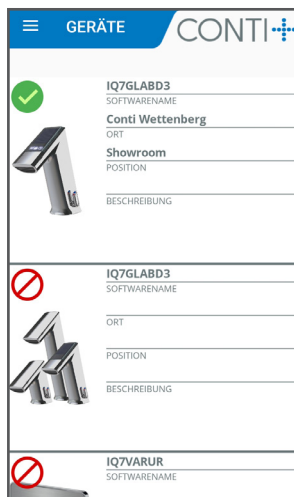 GERÄTE
CONTI+
IQ7GLABD3
SOFTWARENAME
Conti Wettenberg
ORT
Showroom
POSITION
BESCHREIBUNG
IQ7GLABD3
SOFTWARENAME
ORT
POSITION
BESCHREIBUNG
IQ7VARUR
SOFTWARENAME